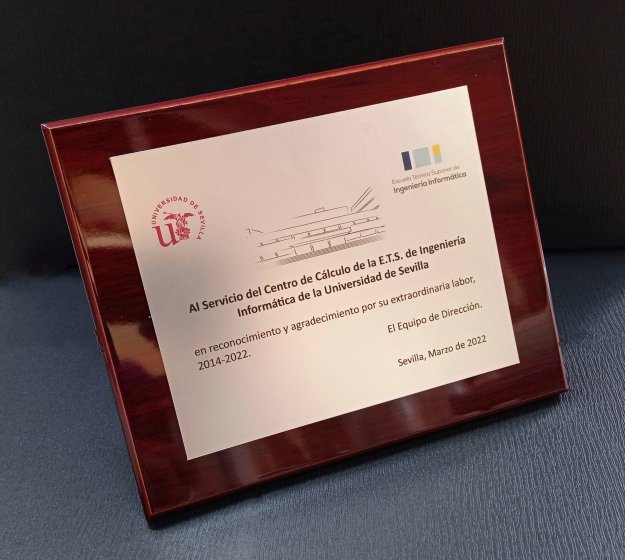 UNIVERSIDAD DE SEVILLA
Escuela Técnica Superior de
Ingeniería Informática
Al Servicio del Centro de Cálculo de la E.T.S. de Ingeniería
Informática de la Universidad de Sevilla
en reconocimiento y agradecimiento por su extraordinaria labor,
2014-2022.
El Equipo de Dirección.
Sevilla, Marzo de 2022